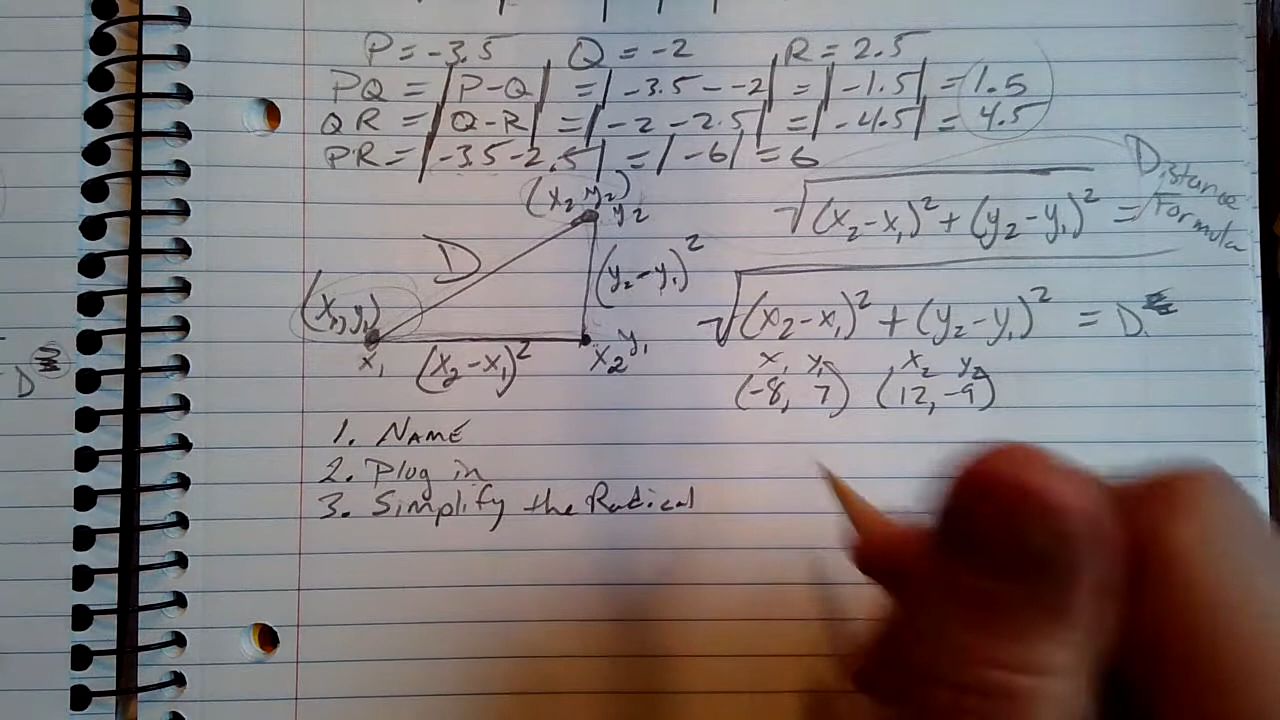 P = -3.5 Q = -2 R = 2.5
PQ = |P-Q| = |-3.5--2| = |-1.5| = 1.5
QR = |Q-R| = |-2-2.5| = |-4.5| = 4.5
PR = |-3.5-2.5| = |-6| = 6
(x₂, y₂)
y₂
D
(y₂-y₁)²
(x₁, y₁)
x₁
(x₂-x₁)²
x₂ y₁
D
√(x₂-x₁)² + (y₂-y₁)² =
Distance
Formula
√(x₂-x₁)² + (y₂-y₁)² = D
x₁ y₁ x₂ y₂
(-8, 7) (12, -9)
1. NAME
2. Plug in
3. Simplify the Radical